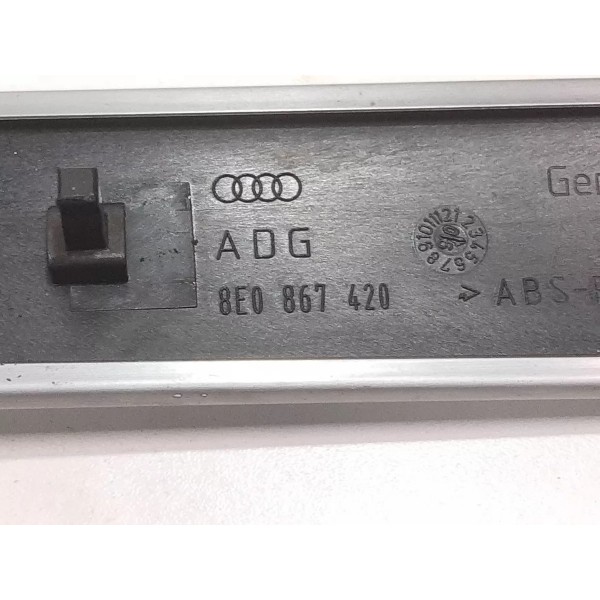 Ger
ADG
8E0 867 420
>ABS-